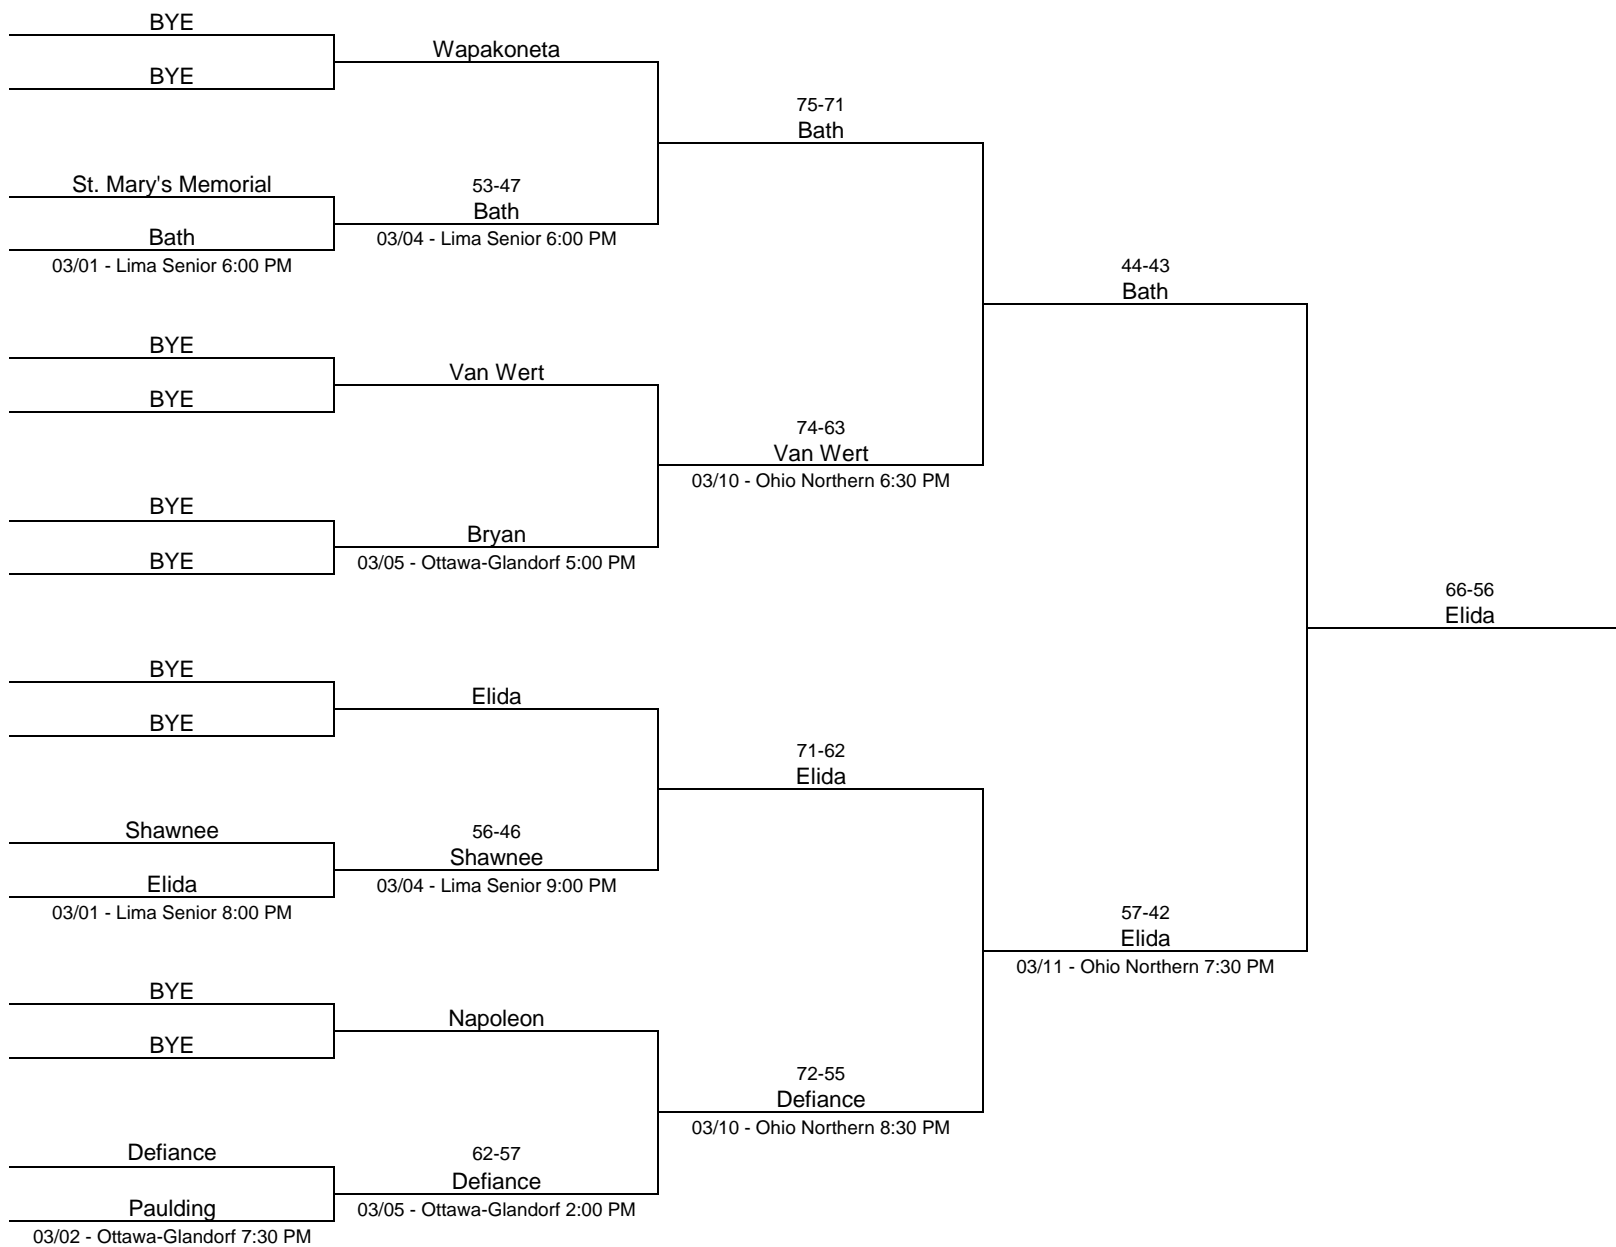 BYE
BYE
St. Mary's Memorial
Bath
03/01 - Lima Senior 6:00 PM
BYE
BYE
BYE
BYE
BYE
BYE
Shawnee
Elida
03/01 - Lima Senior 8:00 PM
BYE
BYE
Defiance
Paulding
03/02 - Ottawa-Glandorf 7:30 PM
Wapakoneta
53-47
Bath
03/04 - Lima Senior 6:00 PM
Van Wert
Bryan
03/05 - Ottawa-Glandorf 5:00 PM
Elida
56-46
Shawnee
03/04 - Lima Senior 9:00 PM
Napoleon
62-57
Defiance
03/05 - Ottawa-Glandorf 2:00 PM
75-71
Bath
74-63
Van Wert
03/10 - Ohio Northern 6:30 PM
71-62
Elida
72-55
Defiance
03/10 - Ohio Northern 8:30 PM
44-43
Bath
57-42
Elida
03/11 - Ohio Northern 7:30 PM
66-56
Elida